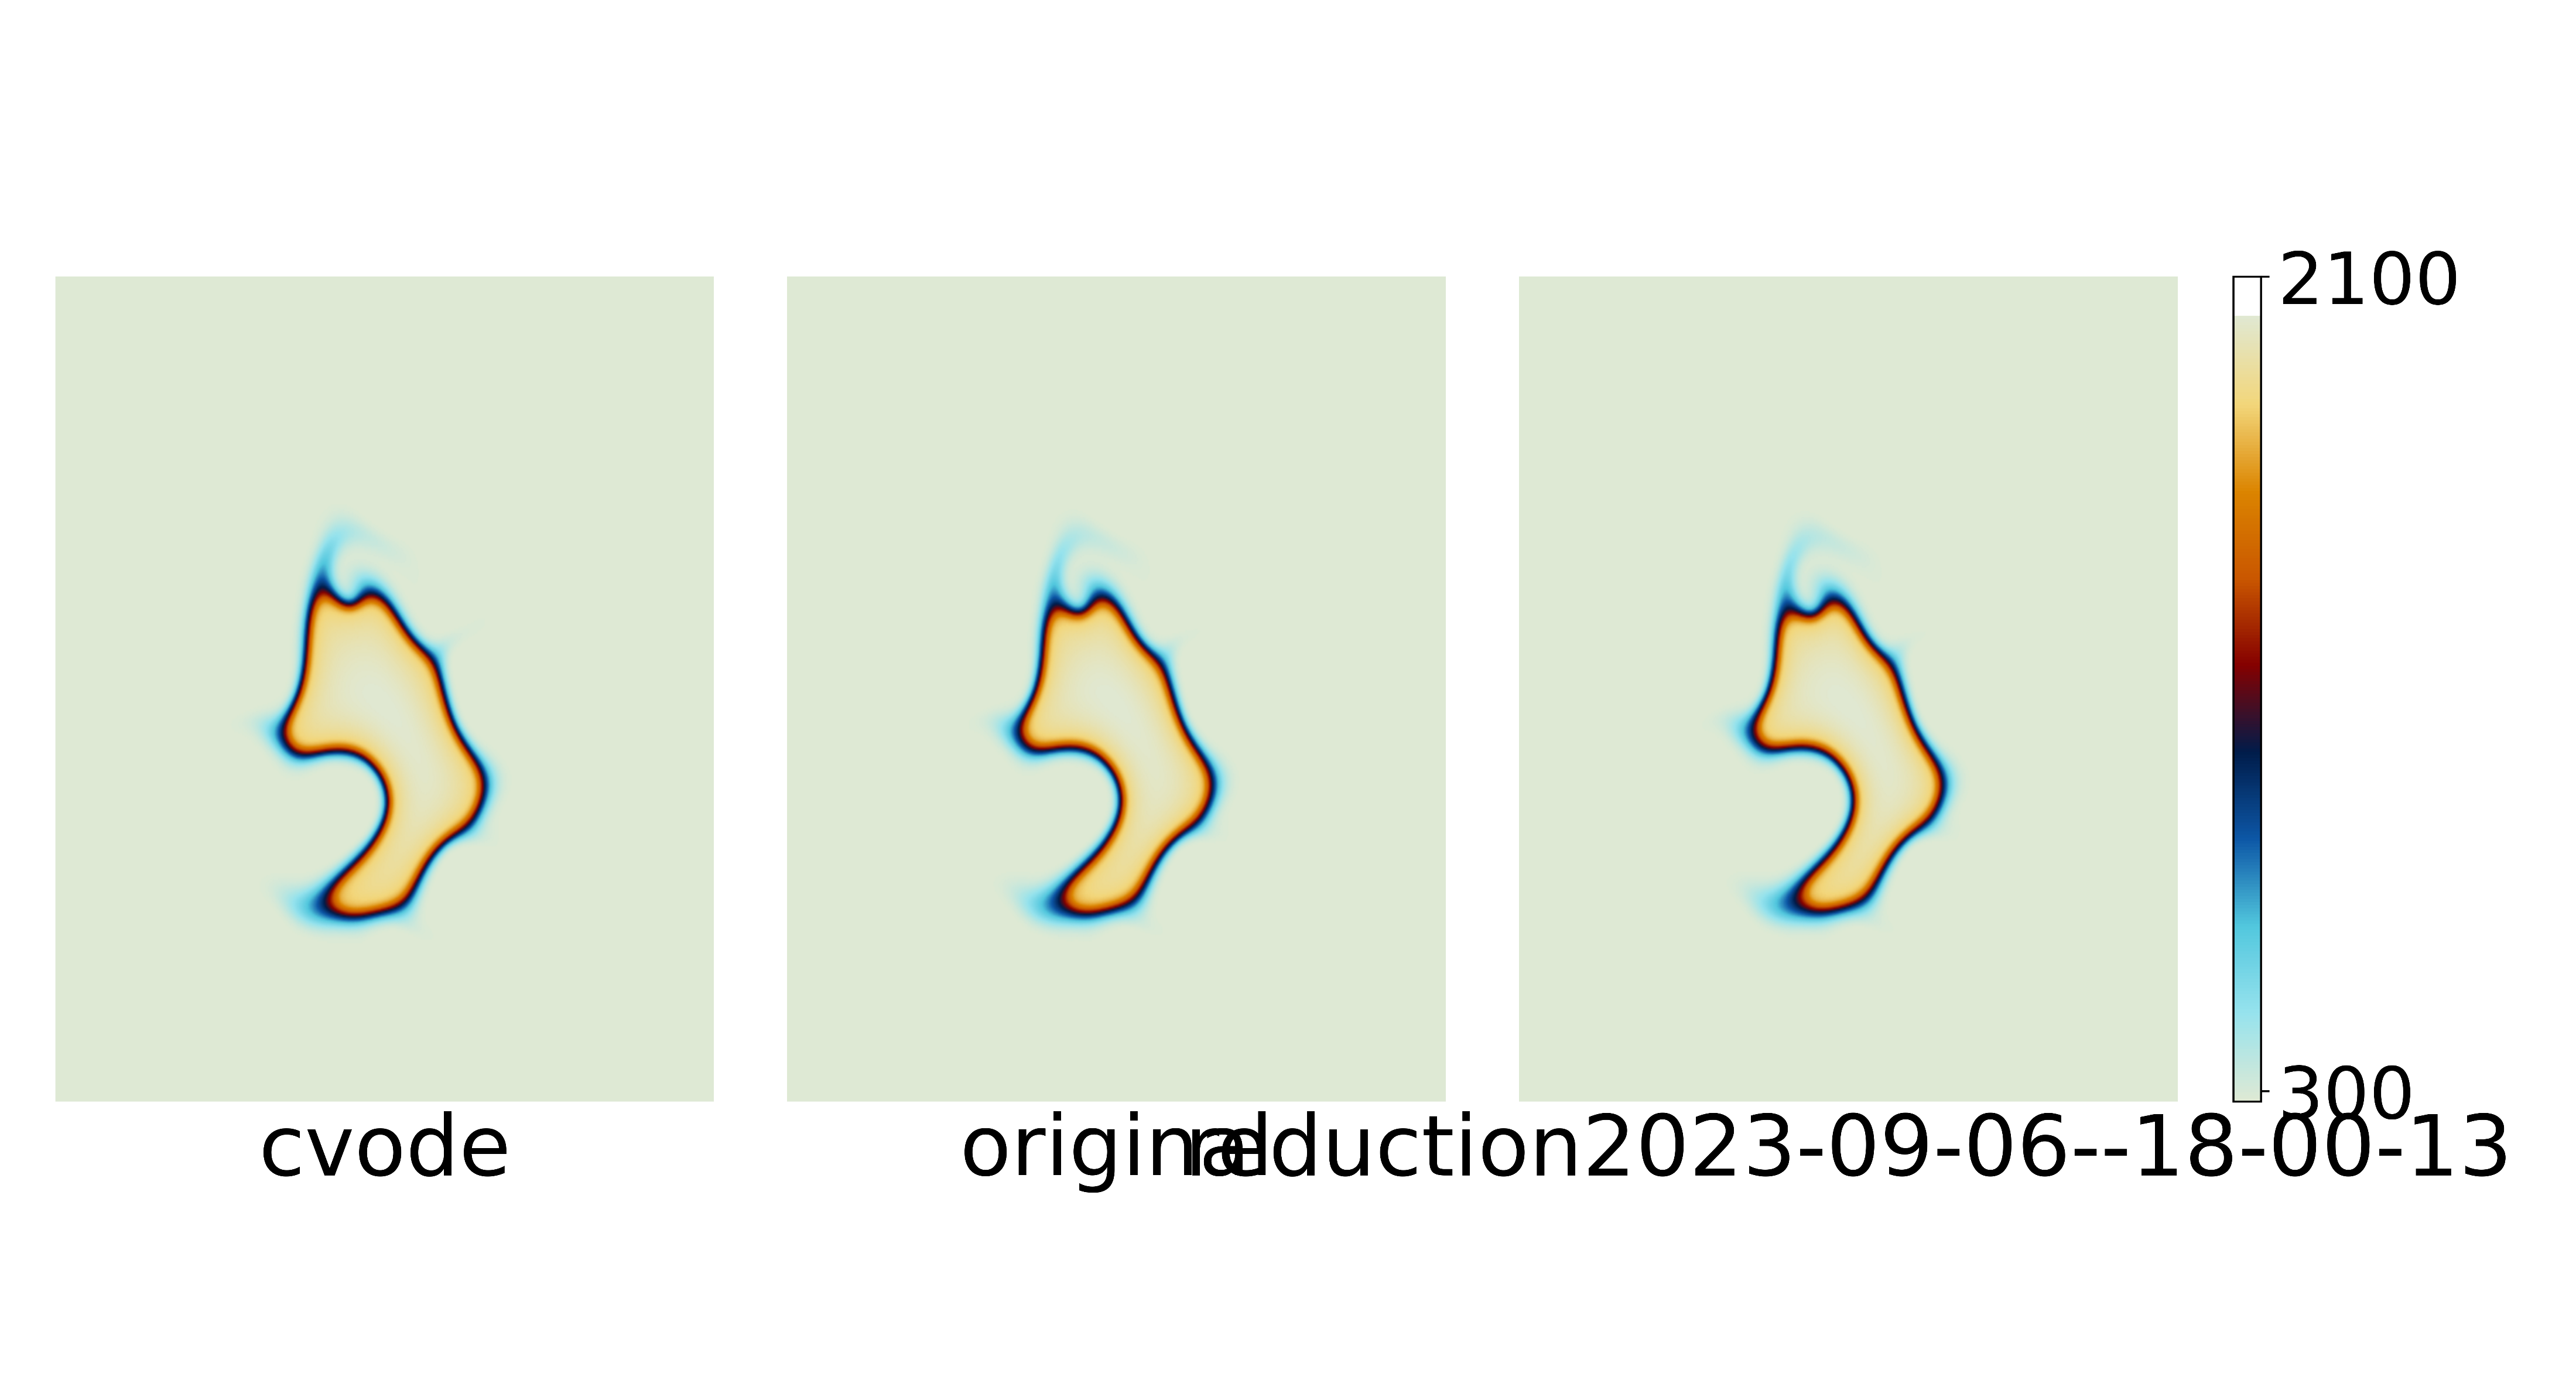 2100
300
cvode
original
reduction2023-09-06--18-00-13